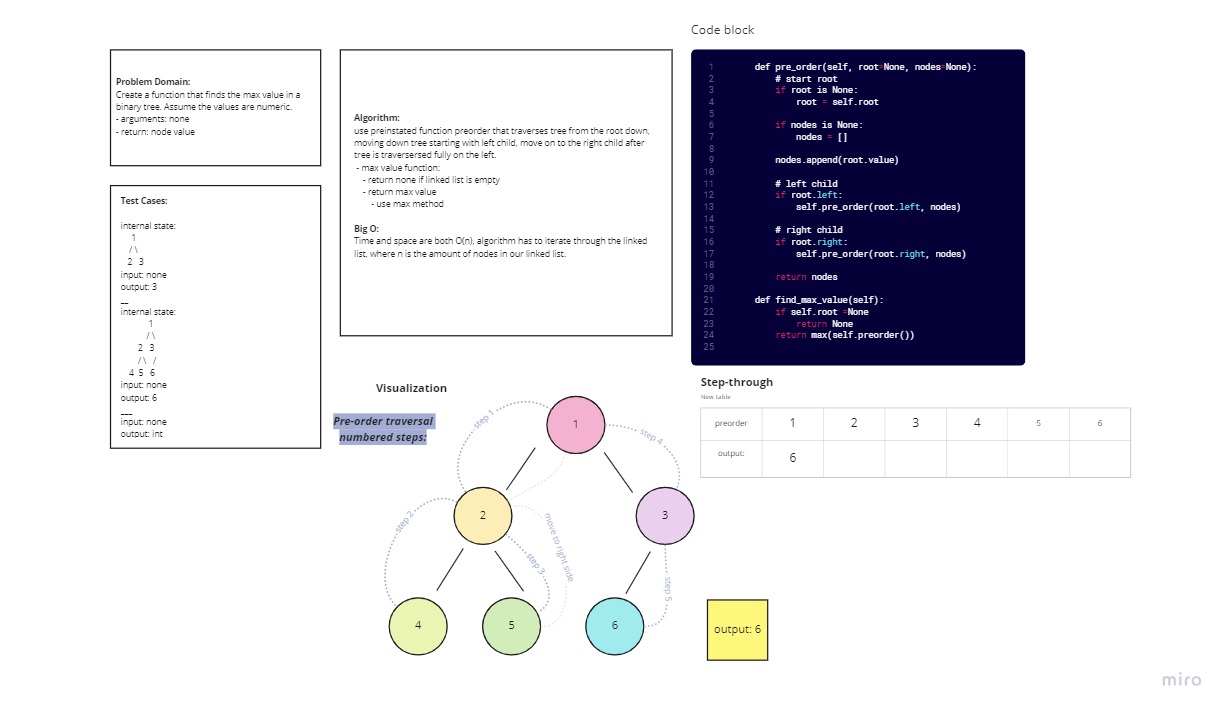 Code block
Problem Domain:
Create a function that finds the max value in a
binary tree. Assume the values are numeric.
- arguments: none
- return: node value
Test Cases:
internal state:
1
/ \
2 3
input: none
output: 3
__
internal state:
1
/ \
2 3
/ \ /
4 5 6
input: none
output: 6
___
input: none
output: int
Algorithm:
use preinstated function preorder that traverses tree from the root down,
moving down tree starting with left child, move on to the right child after
tree is traversersed fully on the left.
- max value function:
- return none if linked list is empty
- return max value
- use max method
Big O:
Time and space are both O(n), algorithm has to iterate through the linked
list, where n is the amount of nodes in our linked list.
1 def pre_order(self, root=None, nodes=None):
2 # start root
3 if root is None:
4 root = self.root
5
6 if nodes is None:
7 nodes = []
8
9 nodes.append(root.value)
10
11 # left child
12 if root.left:
13 self.pre_order(root.left, nodes)
14
15 # right child
16 if root.right:
17 self.pre_order(root.right, nodes)
18
19 return nodes
20
21 def find_max_value(self):
22 if self.root =None
23 return None
24 return max(self.preorder())
25
Visualization
Pre-order traversal
numbered steps:
step 1
step 4
1
2
3
step 2
step 3
move to right side
step 5
4
5
6
Step-through
New table
preorder 1 2 3 4 5 6
output: 6
output: 6
miro